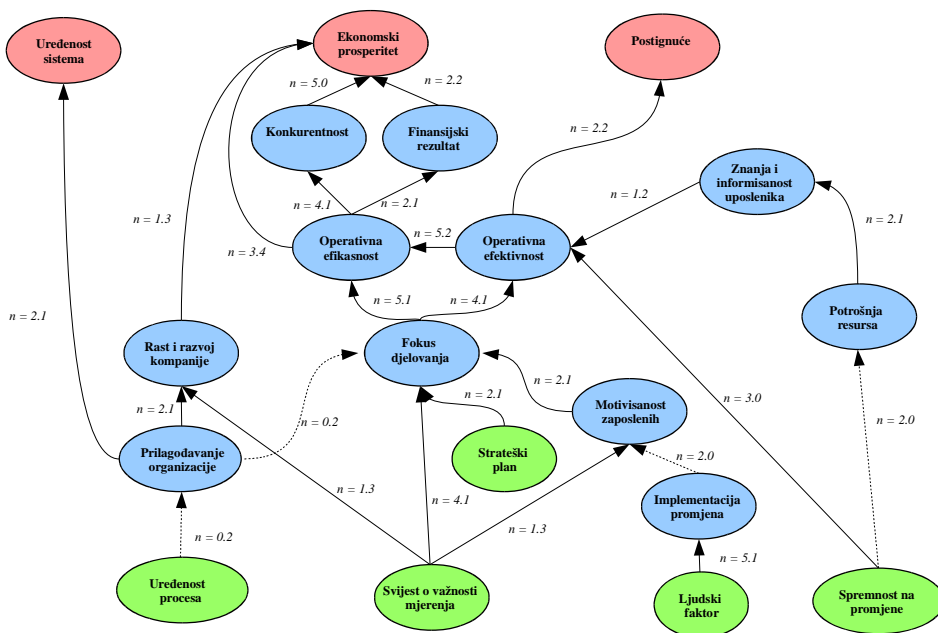 Ekonomski
prosperitet
Uređenost
sistema
Postignuće
n = 5.0
n = 2.2
n = 2.2
Konkurentnost
Finansijski
rezultat
Znanja i
informisanost
uposlenika
n = 1.2
n = 4.1
n = 2.1
n = 2.1
n = 1.3
n = 5.2
n = 3.4
Operativna
efikasnost
Operativna
efektivnost
n = 5.1
n = 4.1
n = 2.1
Rast i razvoj
kompanije
Fokus
djelovanja
Potrošnja
resursa
n = 2.1
n = 2.1
n = 2.1
n = 0.2
n = 3.0
n = 2.0
Motivisanost
zaposlenih
Prilagođavanje
organizacije
Strateški
plan
n = 2.0
n = 1.3
n = 4.1
n = 1.3
Implementacija
promjena
n = 0.2
n = 5.1
Uređenost
procesa
Svijest o važnosti
mjerenja
Ljudski
faktor
Spremnost na
promjene